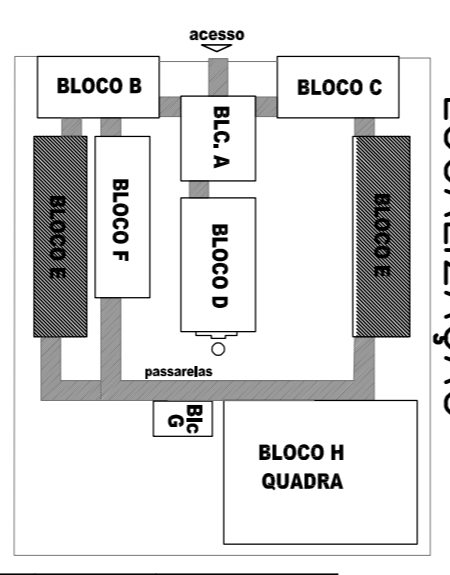 acesso
BLOCO B
BLOCO C
BLC. A
BLOCO E
BLOCO F
BLOCO D
BLOCO E
passarelas
Blc
G
BLOCO H
QUADRA